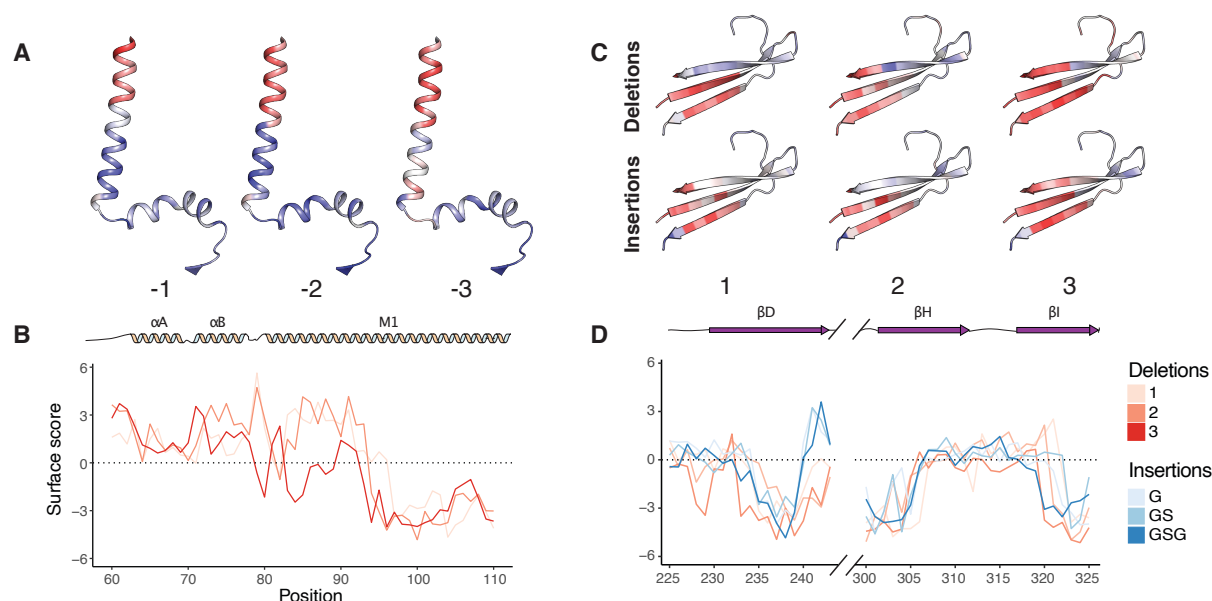 A
-1
-2
-3
C
Deletions
Insertions
1
2
3
B
αA
αB
M1
Surface score
6
3
0
−3
−6
60
70
80
90
100
110
Position
D
βD
βH
βI
6
3
0
−3
−6
225
230
235
240
300
305
310
315
320
325
Deletions
1
2
3
Insertions
G
GS
GSG